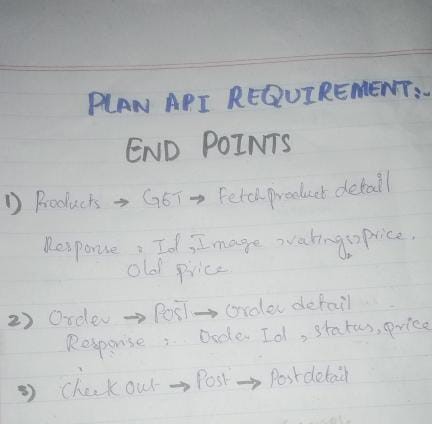 PLAN API REQUIREMENT:-
END POINTS
1) Products → GET → Fetch product detail
Response : Id, Image, ratings, price,
Old price
2) Order → POST → Order detail
Response : Order Id, status, price
3) Check out → Post → Post detail